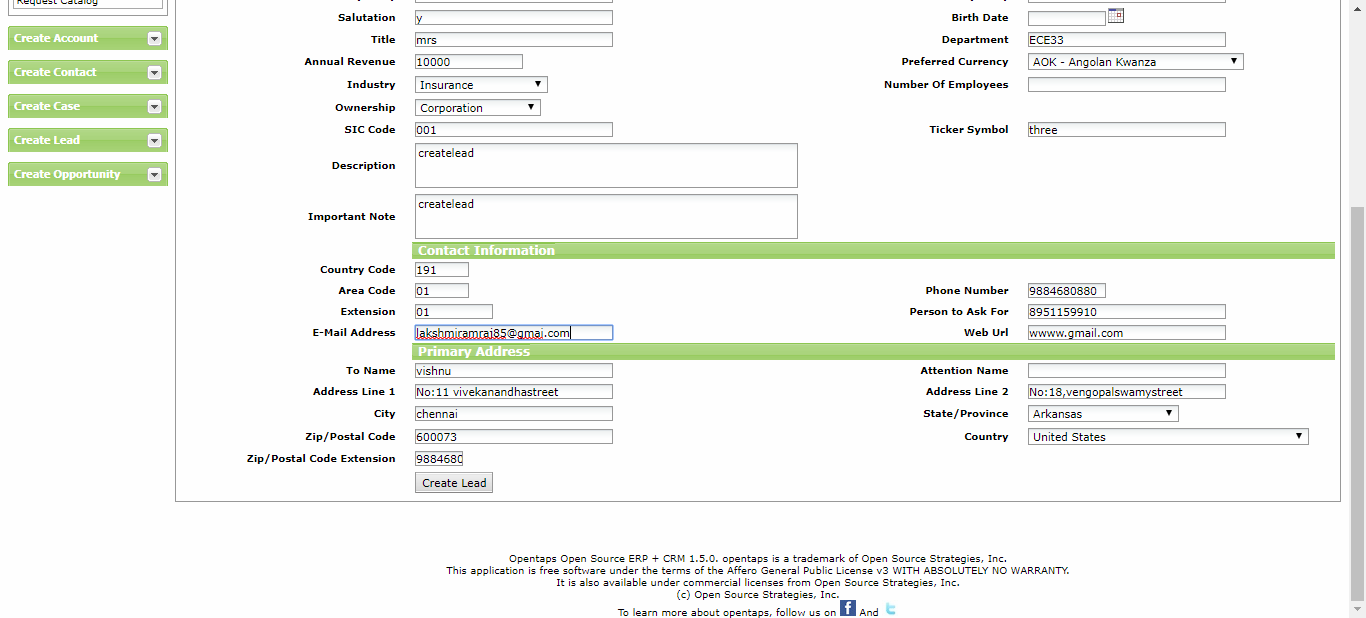 Request Catalog
Create Account
Create Contact
Create Case
Create Lead
Create Opportunity
Salutation y Birth Date
Title mrs Department ECE33
Annual Revenue 10000 Preferred Currency AOK - Angolan Kwanza
Industry Insurance Number Of Employees
Ownership Corporation
SIC Code 001 Ticker Symbol three
Description createlead
Important Note createlead
Contact Information
Country Code 191
Area Code 01 Phone Number 9884680880
Extension 01 Person to Ask For 8951159910
E-Mail Address lakshmiramraj85@gmai.com Web Url wwww.gmail.com
Primary Address
To Name vishnu Attention Name
Address Line 1 No:11 vivekanandhastreet Address Line 2 No:18,vengopalswamystreet
City chennai State/Province Arkansas
Zip/Postal Code 600073 Country United States
Zip/Postal Code Extension 9884680
Create Lead
Opentaps Open Source ERP + CRM 1.5.0. opentaps is a trademark of Open Source Strategies, Inc.
This application is free software under the terms of the Affero General Public License v3 WITH ABSOLUTELY NO WARRANTY.
It is also available under commercial licenses from Open Source Strategies, Inc.
(c) Open Source Strategies, Inc.
To learn more about opentaps, follow us on f And t